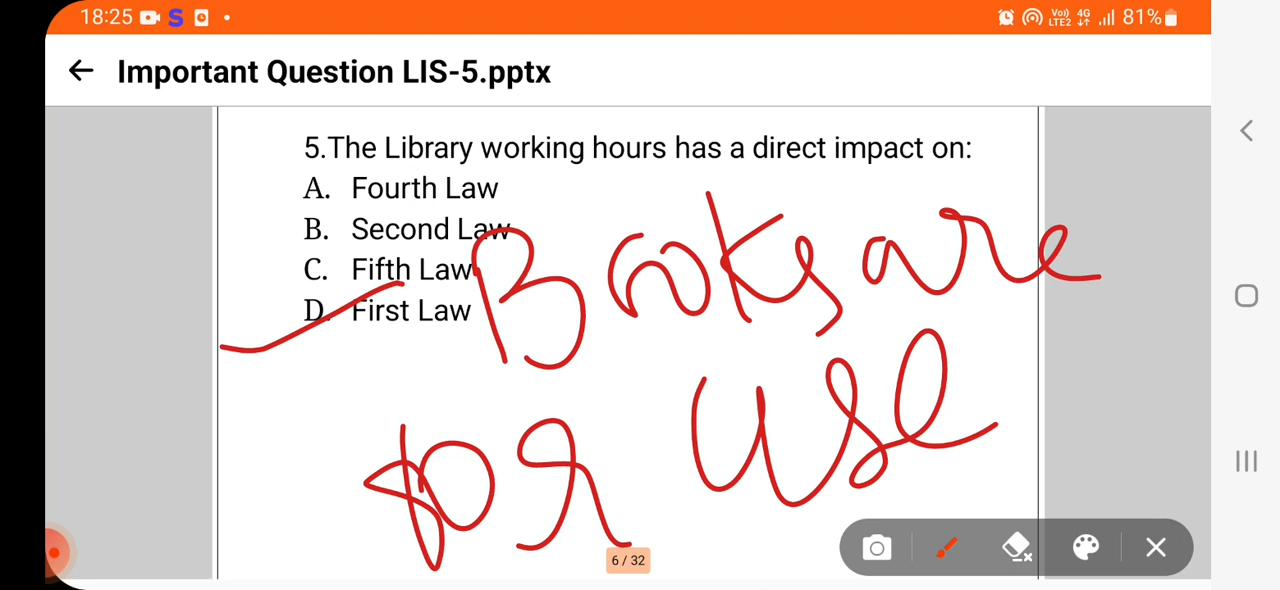 18:25 81%
Important Question LIS-5.pptx
5.The Library working hours has a direct impact on:
A. Fourth Law
B. Second Law
C. Fifth Law
D. First Law
Books are
for use
6 / 32